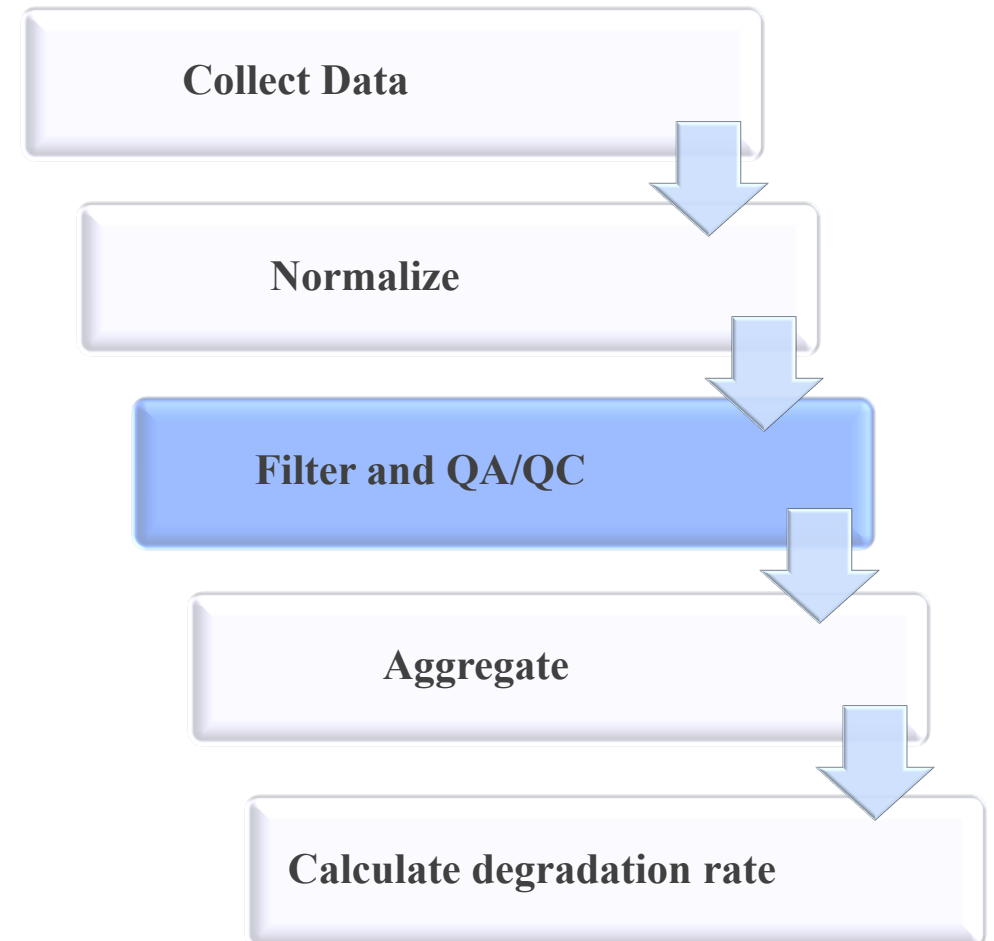 Collect Data
Normalize
Filter and QA/QC
Aggregate
Calculate degradation rate